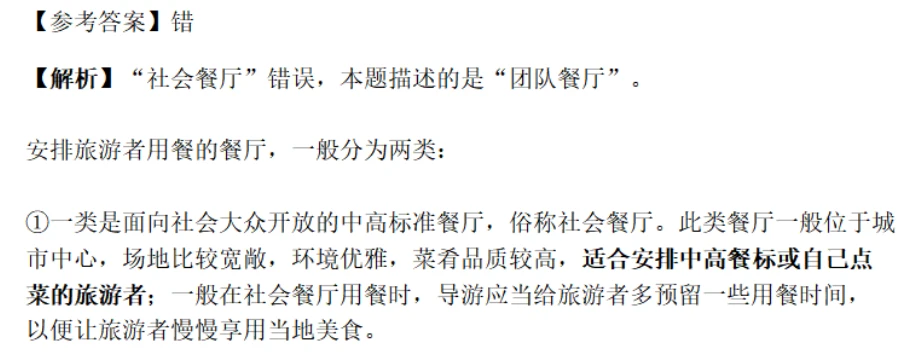 【参考答案】错
【解析】“社会餐厅”错误，本题描述的是“团队餐厅”。
安排旅游者用餐的餐厅，一般分为两类：
①一类是面向社会大众开放的中高标准餐厅，俗称社会餐厅。此类餐厅一般位于城
市中心，场地比较宽敞，环境优雅，菜肴品质较高，适合安排中高餐标或自己点
菜的旅游者；一般在社会餐厅用餐时，导游应当给旅游者多预留一些用餐时间，
以便让旅游者慢慢享用当地美食。